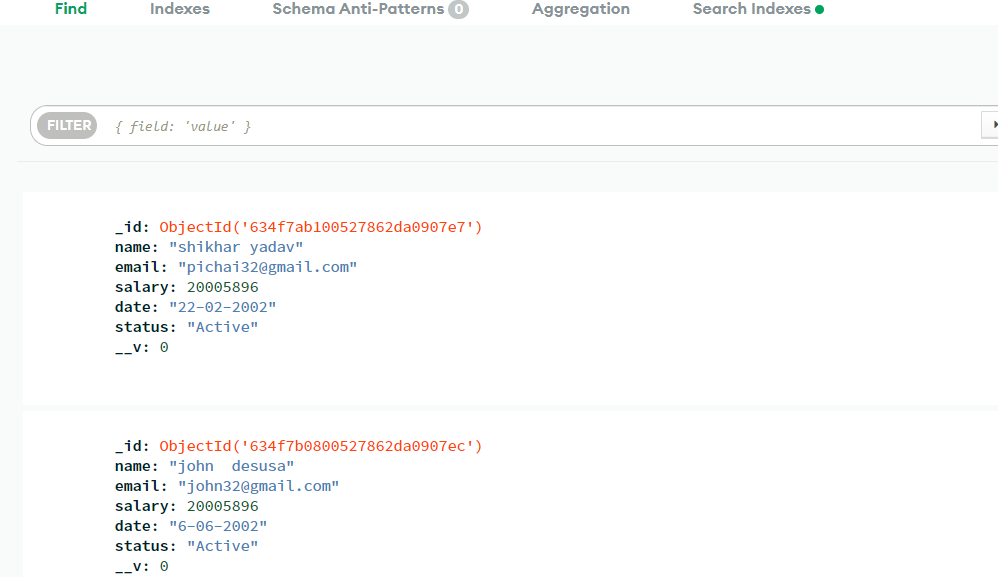 Find Indexes Schema Anti-Patterns 0 Aggregation Search Indexes
FILTER { field: 'value' }
_id: ObjectId('634f7ab100527862da0907e7')
name: "shikhar yadav"
email: "pichai32@gmail.com"
salary: 20005896
date: "22-02-2002"
status: "Active"
__v: 0
_id: ObjectId('634f7b0800527862da0907ec')
name: "john  desusa"
email: "john32@gmail.com"
salary: 20005896
date: "6-06-2002"
status: "Active"
__v: 0